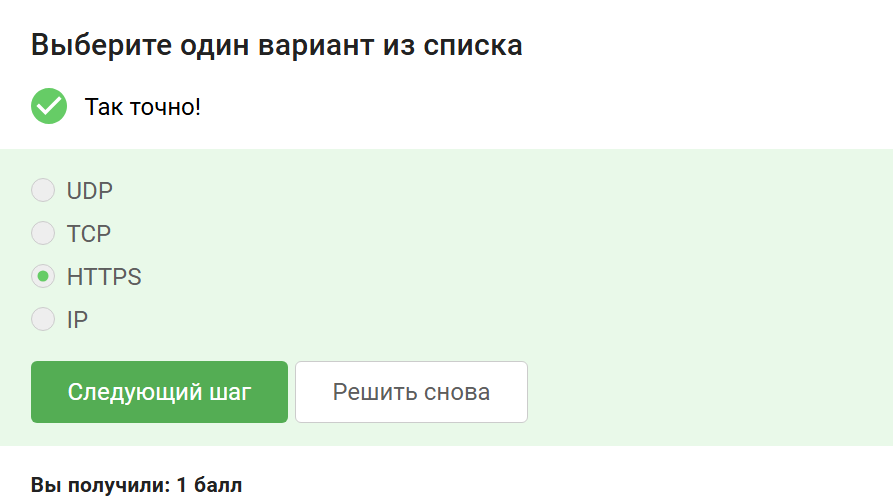 Выберите один вариант из списка
Так точно!
UDP
TCP
HTTPS
IP
Следующий шаг
Решить снова
Вы получили: 1 балл